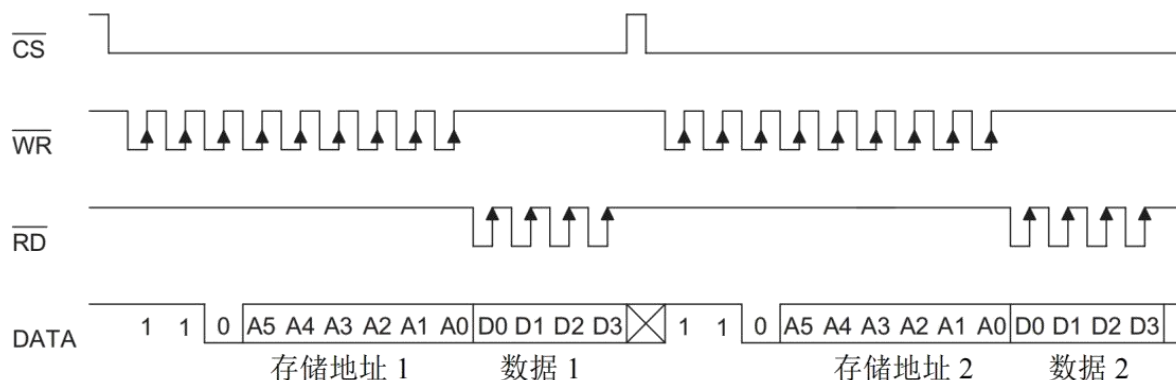 CS
WR
RD
DATA 1 1 0 A5 A4 A3 A2 A1 A0 D0 D1 D2 D3 1 1 0 A5 A4 A3 A2 A1 A0 D0 D1 D2 D3
存储地址 1 数据 1 存储地址 2 数据 2